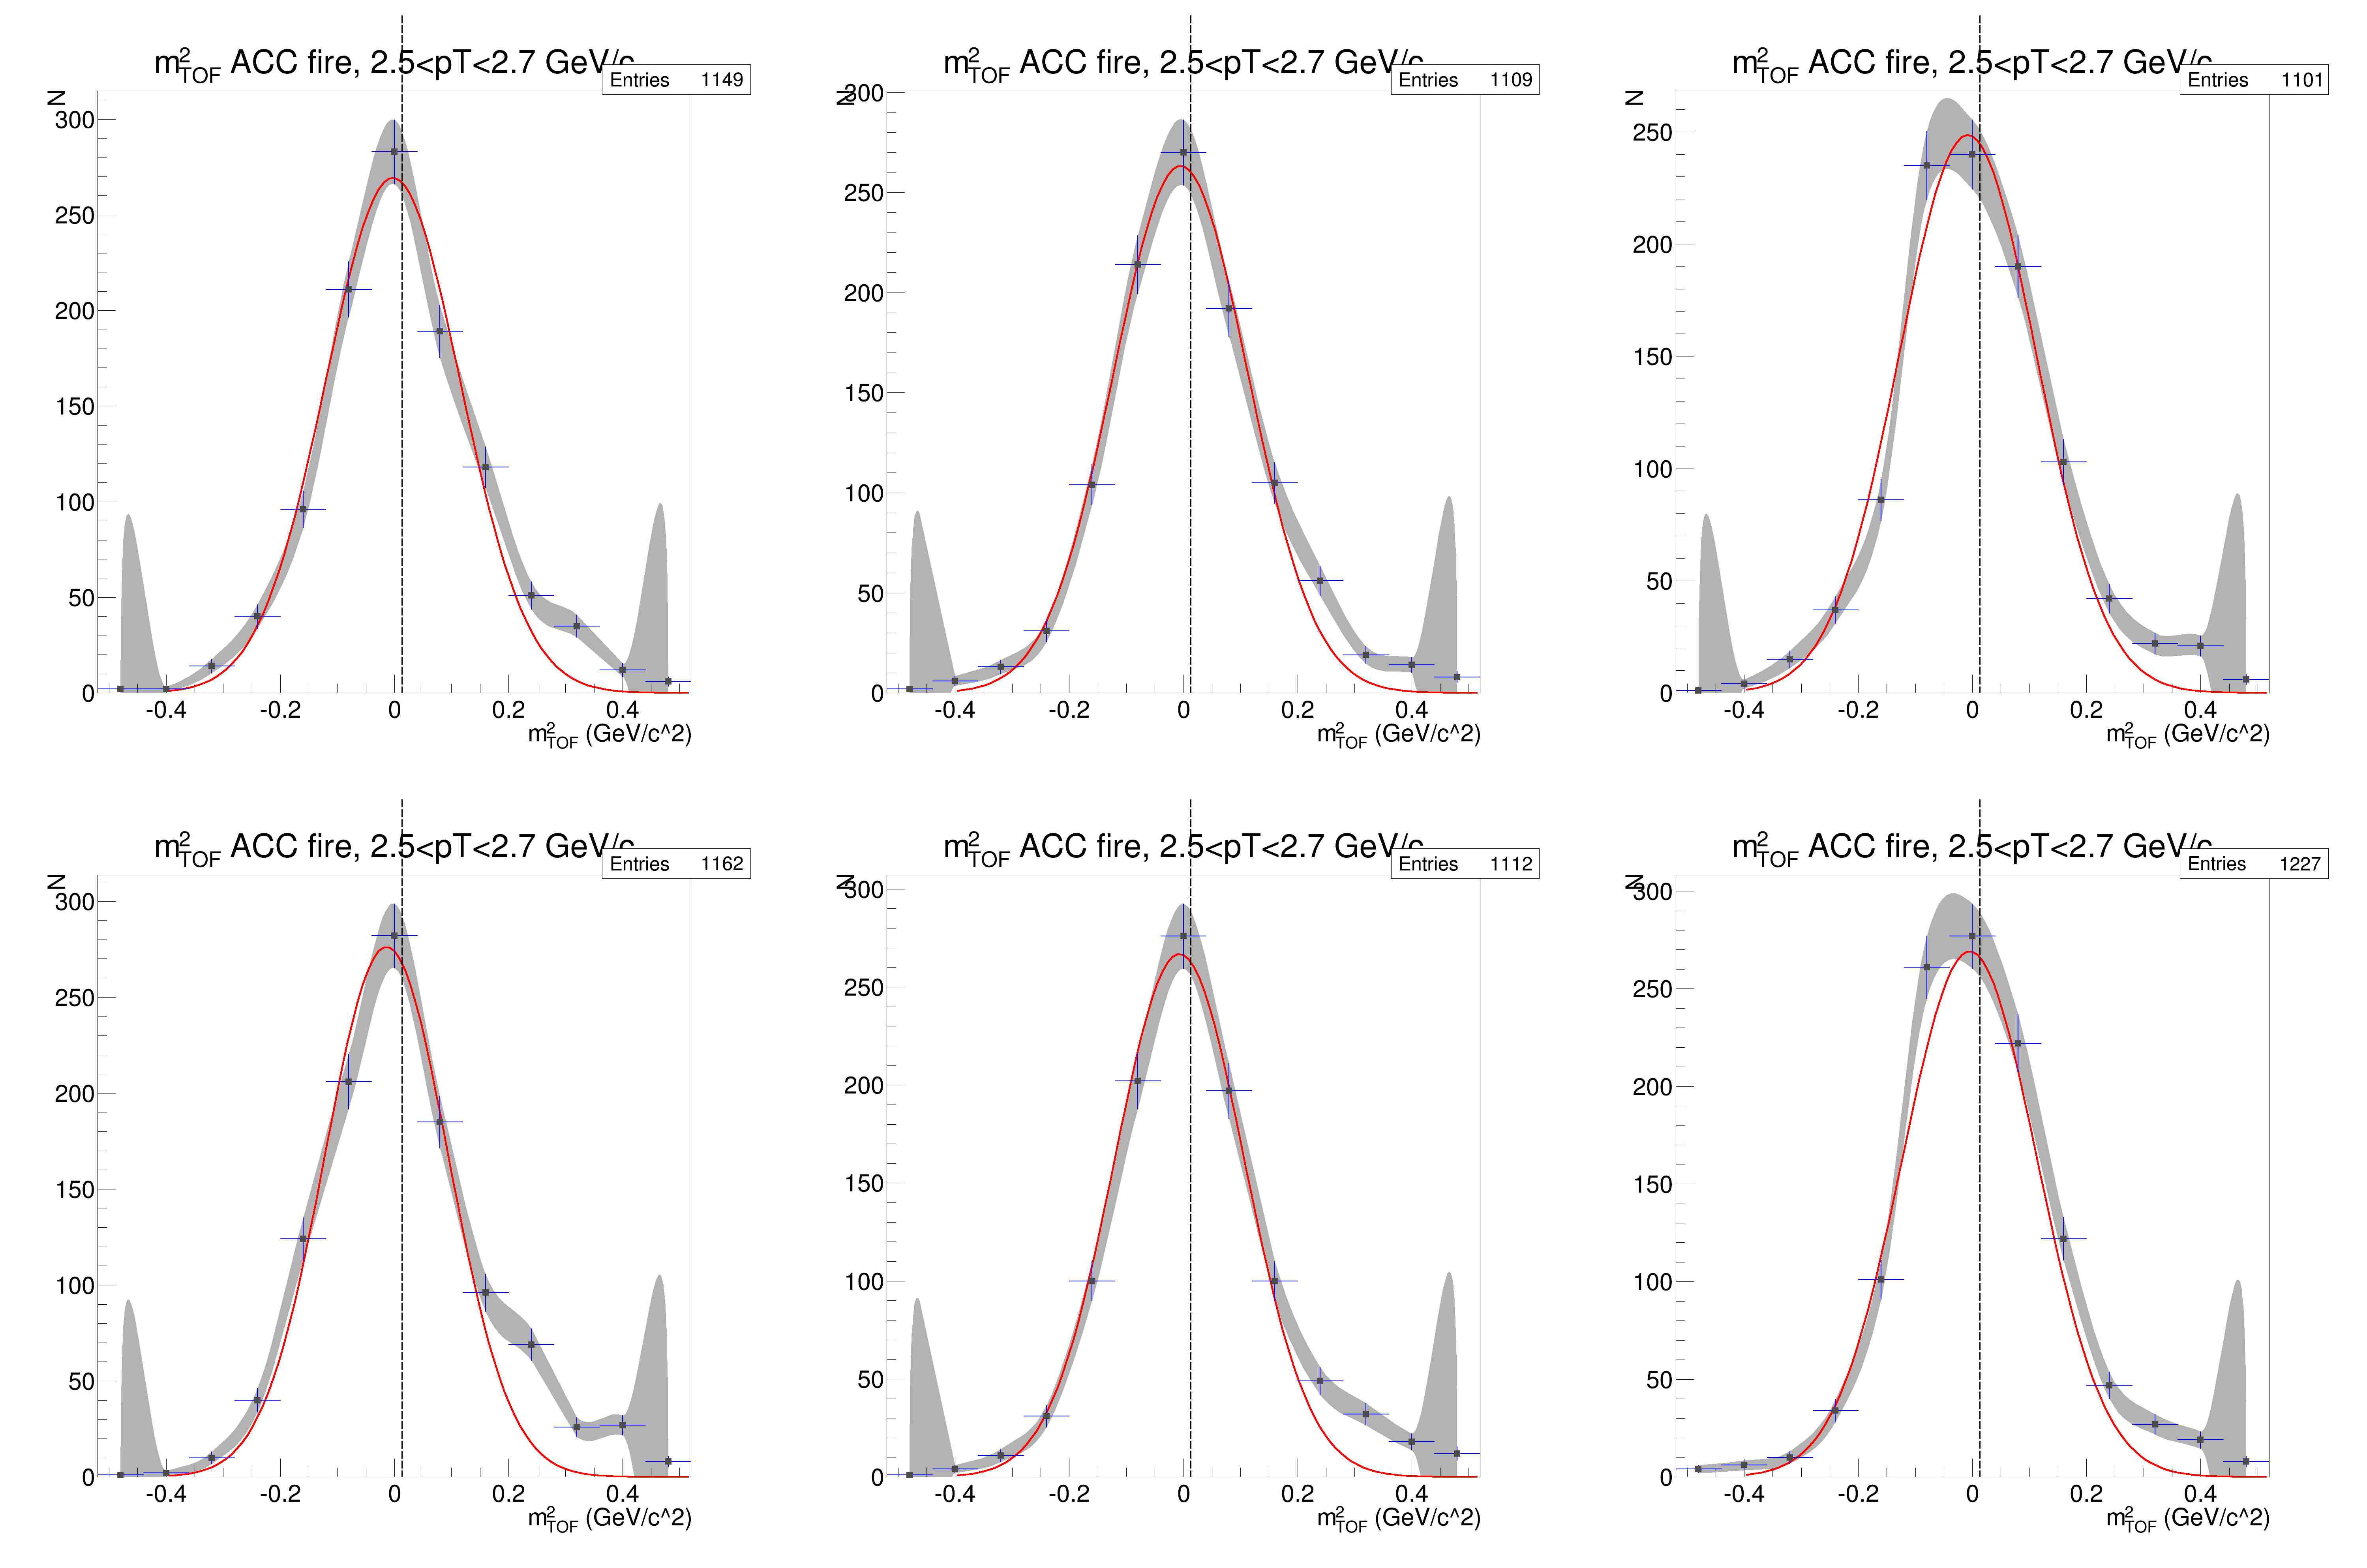 m²TOF ACC fire, 2.5<pT<2.7 GeV/c
Entries 1149
N
300
250
200
150
100
50
0
-0.4 -0.2 0 0.2 0.4
m²TOF (GeV/c^2)
m²TOF ACC fire, 2.5<pT<2.7 GeV/c
Entries 1109
N
300
250
200
150
100
50
0
-0.4 -0.2 0 0.2 0.4
m²TOF (GeV/c^2)
m²TOF ACC fire, 2.5<pT<2.7 GeV/c
Entries 1101
N
250
200
150
100
50
0
-0.4 -0.2 0 0.2 0.4
m²TOF (GeV/c^2)
m²TOF ACC fire, 2.5<pT<2.7 GeV/c
Entries 1162
N
300
250
200
150
100
50
0
-0.4 -0.2 0 0.2 0.4
m²TOF (GeV/c^2)
m²TOF ACC fire, 2.5<pT<2.7 GeV/c
Entries 1112
N
300
250
200
150
100
50
0
-0.4 -0.2 0 0.2 0.4
m²TOF (GeV/c^2)
m²TOF ACC fire, 2.5<pT<2.7 GeV/c
Entries 1227
N
300
250
200
150
100
50
0
-0.4 -0.2 0 0.2 0.4
m²TOF (GeV/c^2)